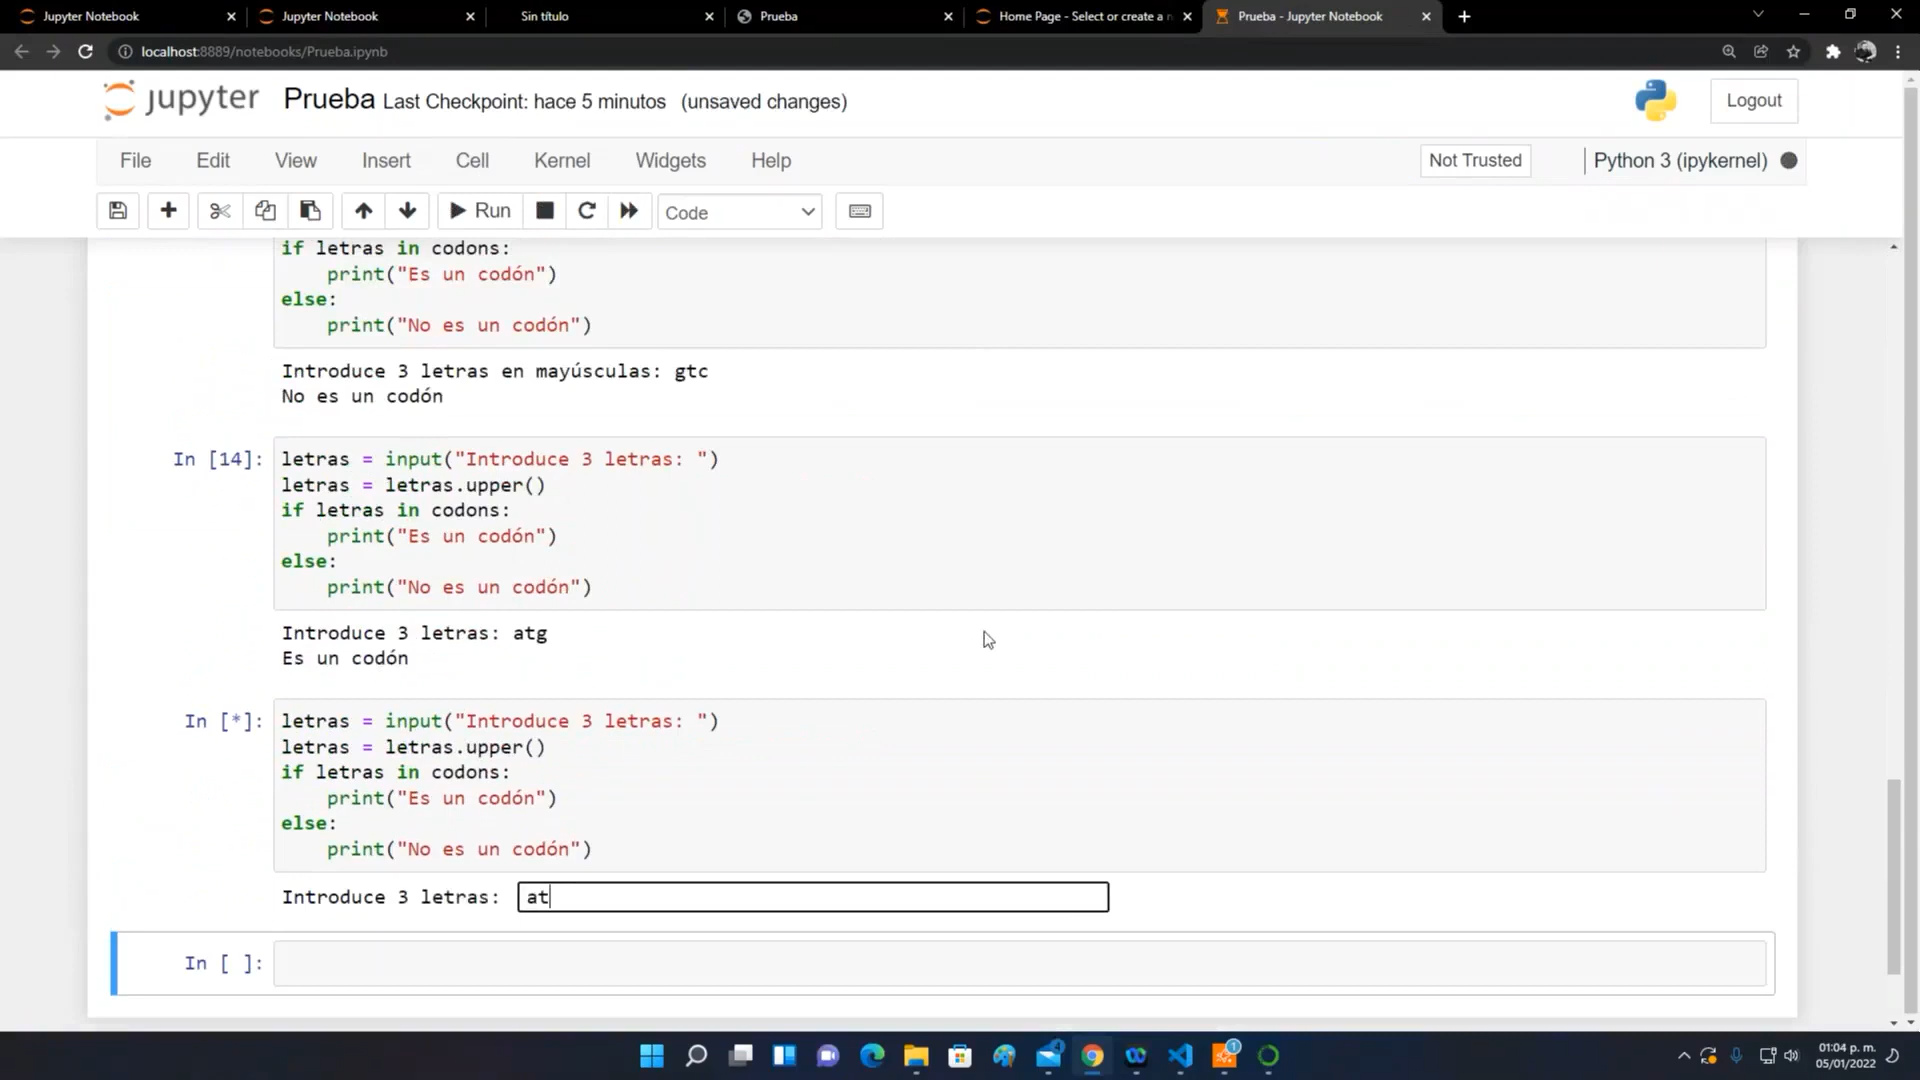 Jupyter Notebook
Jupyter Notebook
Sin título
Prueba
Home Page - Select or create a n
Prueba - Jupyter Notebook
localhost:8889/notebooks/Prueba.ipynb
jupyter Prueba Last Checkpoint: hace 5 minutos (unsaved changes)
Logout
File Edit View Insert Cell Kernel Widgets Help
Not Trusted
Python 3 (ipykernel)
Run
Code
if letras in codons:
    print("Es un codón")
else:
    print("No es un codón")
Introduce 3 letras en mayúsculas: gtc
No es un codón
In [14]:
letras = input("Introduce 3 letras: ")
letras = letras.upper()
if letras in codons:
    print("Es un codón")
else:
    print("No es un codón")
Introduce 3 letras: atg
Es un codón
In [*]:
letras = input("Introduce 3 letras: ")
letras = letras.upper()
if letras in codons:
    print("Es un codón")
else:
    print("No es un codón")
Introduce 3 letras: at
In [ ]:
4
1
01:04 p. m.
05/01/2022